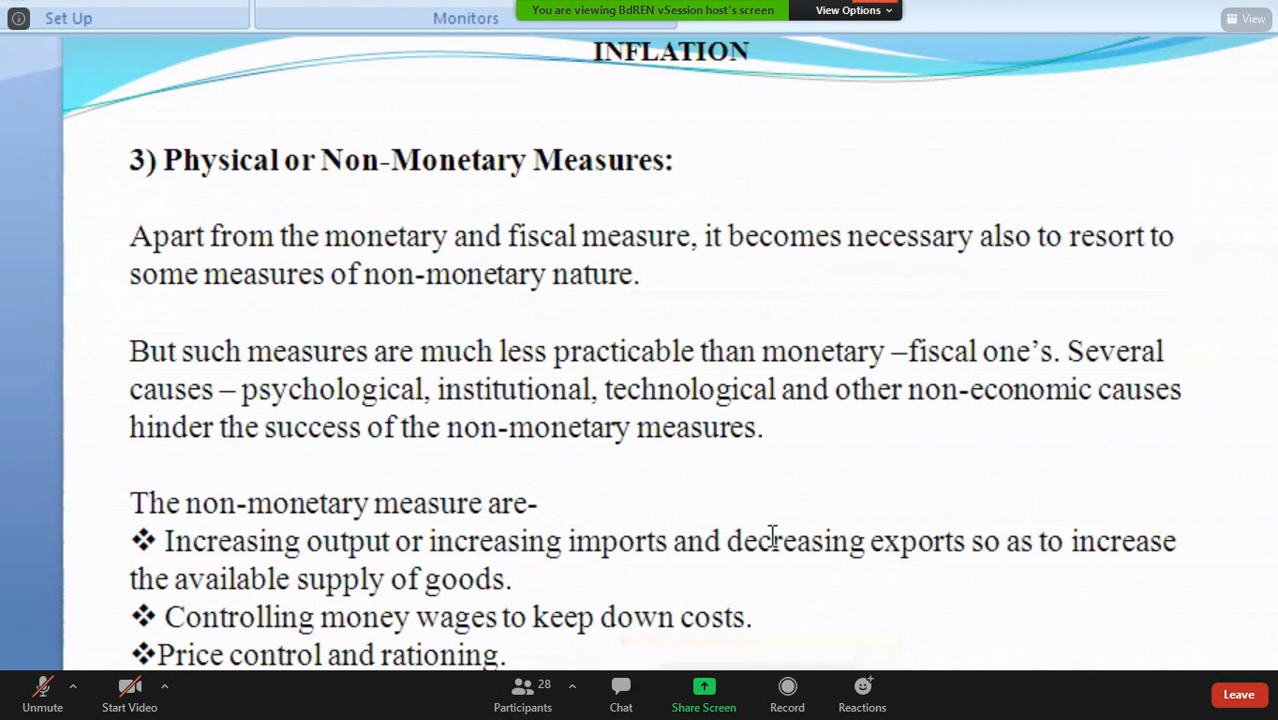 Set Up
Monitors
You are viewing BdREN vSession host's screen
View Options
View
INFLATION
3) Physical or Non-Monetary Measures:
Apart from the monetary and fiscal measure, it becomes necessary also to resort to
some measures of non-monetary nature.
But such measures are much less practicable than monetary –fiscal one’s. Several
causes – psychological, institutional, technological and other non-economic causes
hinder the success of the non-monetary measures.
The non-monetary measure are-
❖ Increasing output or increasing imports and decreasing exports so as to increase
the available supply of goods.
❖ Controlling money wages to keep down costs.
❖Price control and rationing.
28
Unmute
Start Video
Participants
Chat
Share Screen
Record
Reactions
Leave